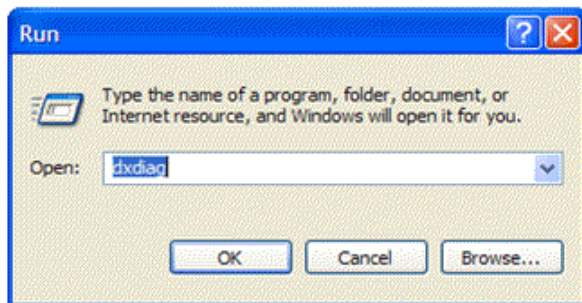 Run
Type the name of a program, folder, document, or
Internet resource, and Windows will open it for you.
Open: dxdiag
OK Cancel Browse...